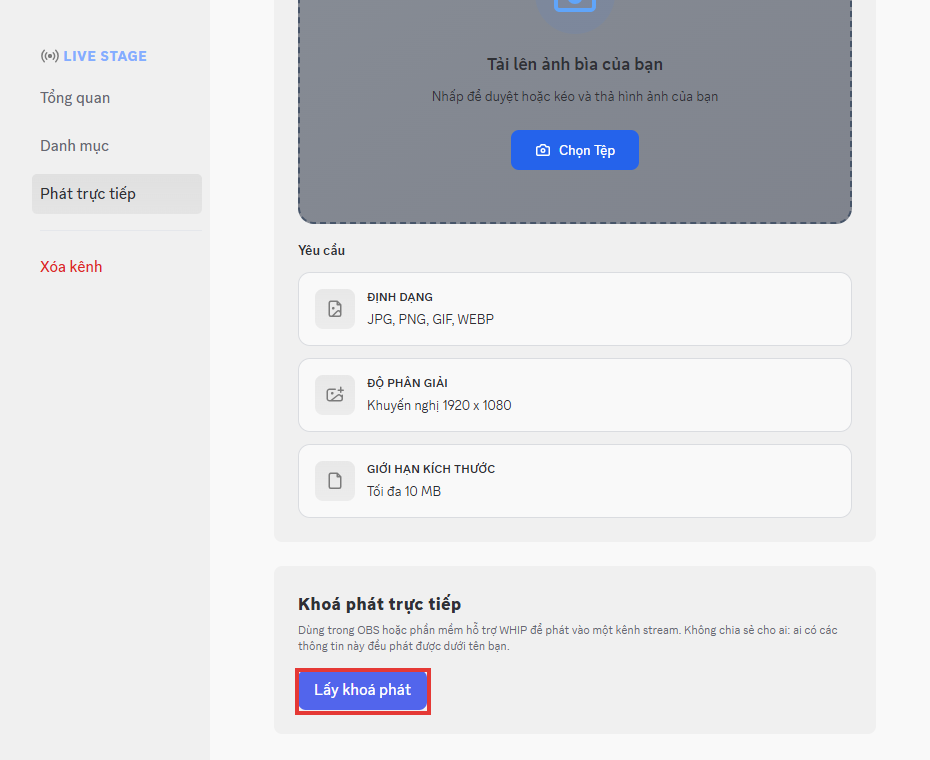 LIVE STAGE
Tổng quan
Danh mục
Phát trực tiếp
Xóa kênh
Tải lên ảnh bìa của bạn
Nhấp để duyệt hoặc kéo và thả hình ảnh của bạn
Chọn Tệp
Yêu cầu
ĐỊNH DẠNG
JPG, PNG, GIF, WEBP
ĐỘ PHÂN GIẢI
Khuyến nghị 1920 x 1080
GIỚI HẠN KÍCH THƯỚC
Tối đa 10 MB
Khoá phát trực tiếp
Dùng trong OBS hoặc phần mềm hỗ trợ WHIP để phát vào một kênh stream. Không chia sẻ cho ai: ai có các
thông tin này đều phát được dưới tên bạn.
Lấy khoá phát